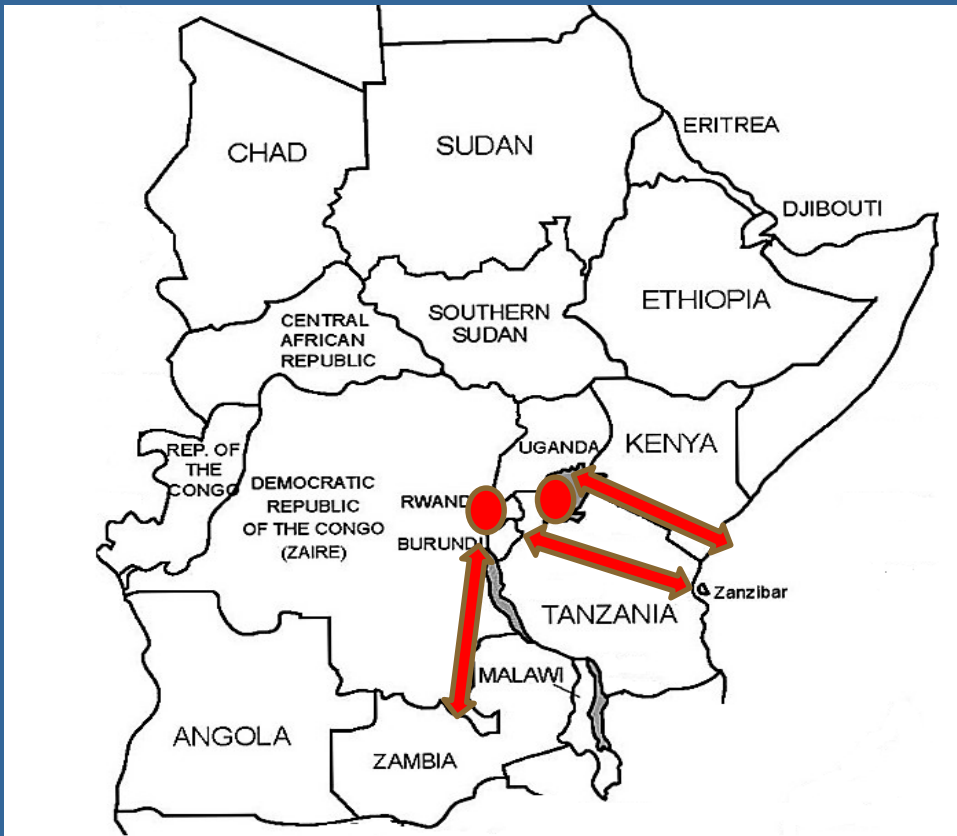 ERITREA
CHAD
SUDAN
DJIBOUTI
ETHIOPIA
CENTRAL
AFRICAN
REPUBLIC
SOUTHERN
SUDAN
UGANDA
KENYA
REP. OF
THE
CONGO
DEMOCRATIC
REPUBLIC
OF THE CONGO
(ZAIRE)
RWAND
BURUNDI
Zanzibar
TANZANIA
MALAWI
ANGOLA
ZAMBIA